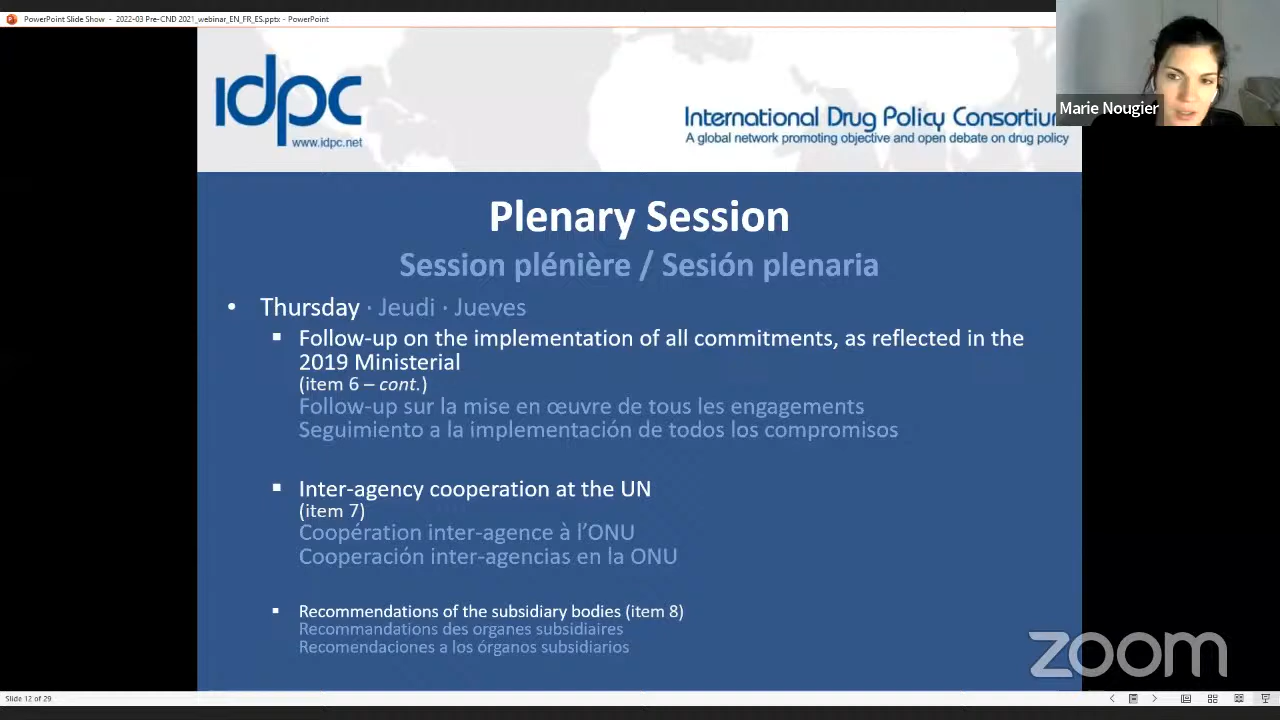 PowerPoint Slide Show - 2022-03 Pre-CND 2021_webinar_EN_FR_ES.pptx - PowerPoint
idpc
www.idpc.net
International Drug Policy Consortium
A global network promoting objective and open debate on drug policy
Marie Nougier
Plenary Session
Session plénière / Sesión plenaria
• Thursday · Jeudi · Jueves
▪ Follow-up on the implementation of all commitments, as reflected in the
2019 Ministerial
(item 6 – cont.)
Follow-up sur la mise en œuvre de tous les engagements
Seguimiento a la implementación de todos los compromisos
▪ Inter-agency cooperation at the UN
(item 7)
Coopération inter-agence à l’ONU
Cooperación inter-agencias en la ONU
▪ Recommendations of the subsidiary bodies (item 8)
Recommandations des organes subsidiaires
Recomendaciones a los órganos subsidiarios
zoom
Slide 12 of 29